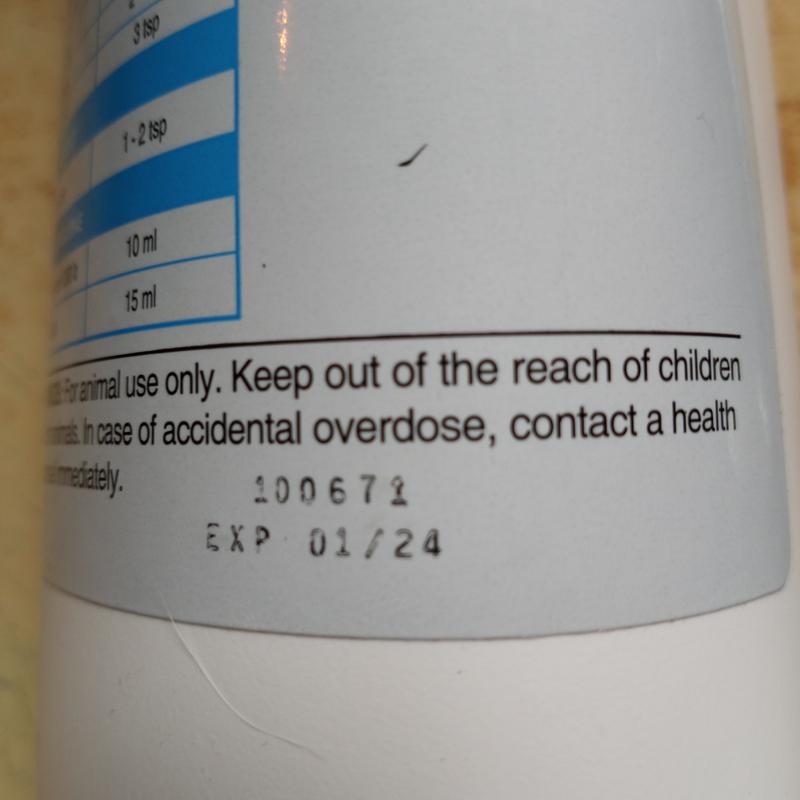 3 tsp
1-2 tsp
10 ml
15 ml
For animal use only. Keep out of the reach of children
animals. In case of accidental overdose, contact a health
immediately.
100671
EXP 01/24